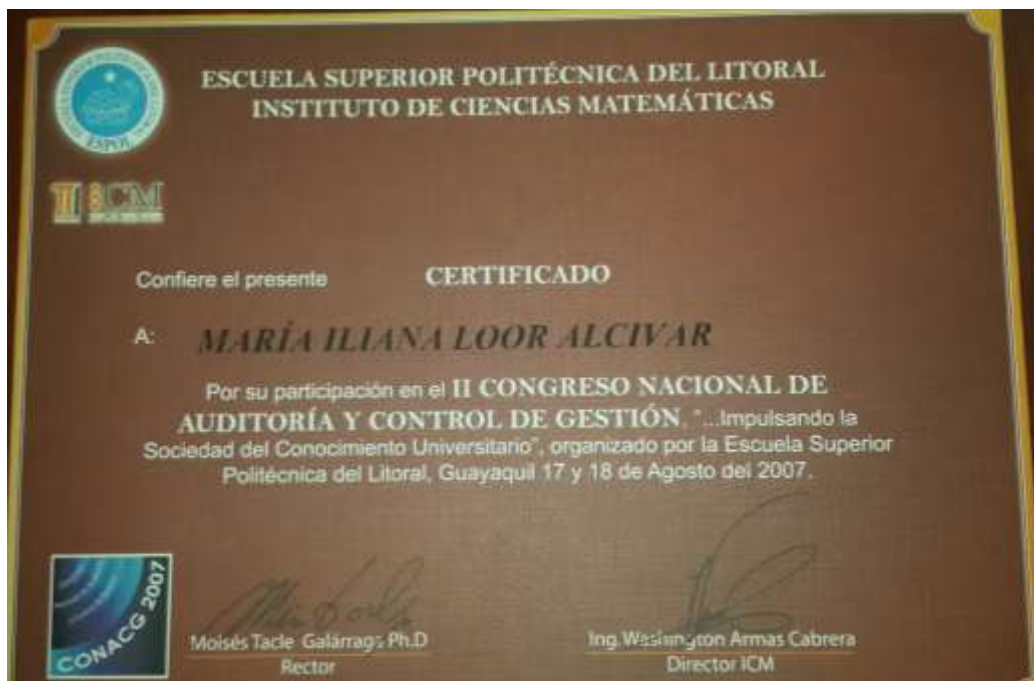 ESCUELA SUPERIOR POLITÉCNICA DEL LITORAL
INSTITUTO DE CIENCIAS MATEMÁTICAS
ESPOL
ICM
Confiere el presente CERTIFICADO
A: MARÍA ILIANA LOOR ALCIVAR
Por su participación en el II CONGRESO NACIONAL DE
AUDITORÍA Y CONTROL DE GESTIÓN, "...Impulsando la
Sociedad del Conocimiento Universitario", organizado por la Escuela Superior
Politécnica del Litoral, Guayaquil 17 y 18 de Agosto del 2007.
CONACG 2007
Moisés Tacle Galárraga Ph.D
Rector
Ing. Washington Armas Cabrera
Director ICM